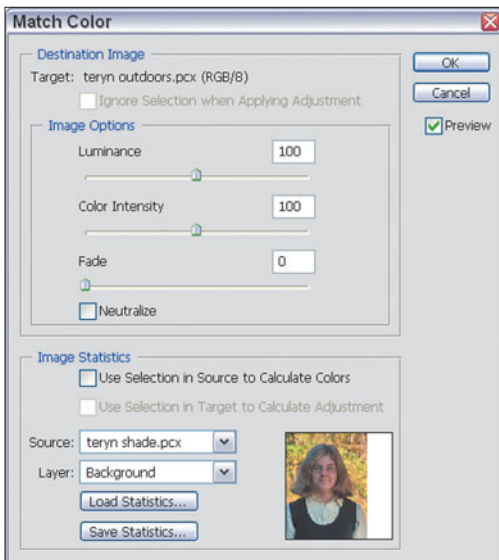 Match Color
Destination Image
Target: teryn outdoors.pcx (RGB/8)
Ignore Selection when Applying Adjustment
Image Options
Luminance 100
Color Intensity 100
Fade 0
Neutralize
OK
Cancel
Preview
Image Statistics
Use Selection in Source to Calculate Colors
Use Selection in Target to Calculate Adjustment
Source: teryn shade.pcx
Layer: Background
Load Statistics...
Save Statistics...